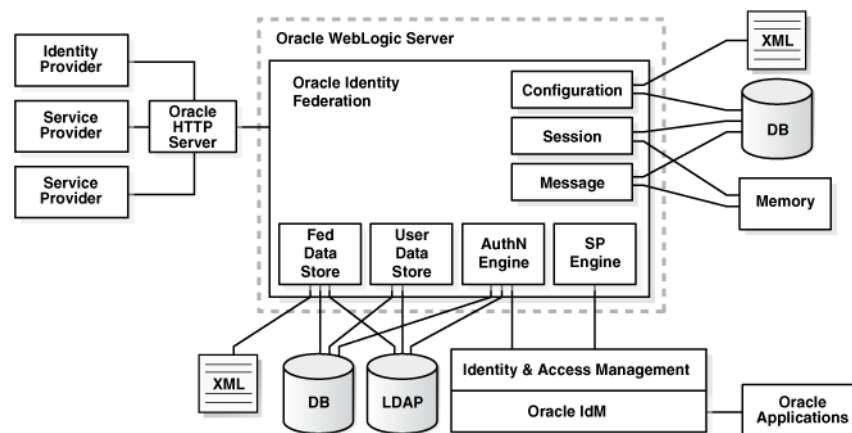 Oracle WebLogic Server
Identity
Provider
Service
Provider
Service
Provider
Oracle
HTTP
Server
Oracle Identity
Federation
Configuration
Session
Message
XML
DB
Memory
Fed
Data
Store
User
Data
Store
AuthN
Engine
SP
Engine
XML
DB
LDAP
Identity & Access Management
Oracle IdM
Oracle
Applications